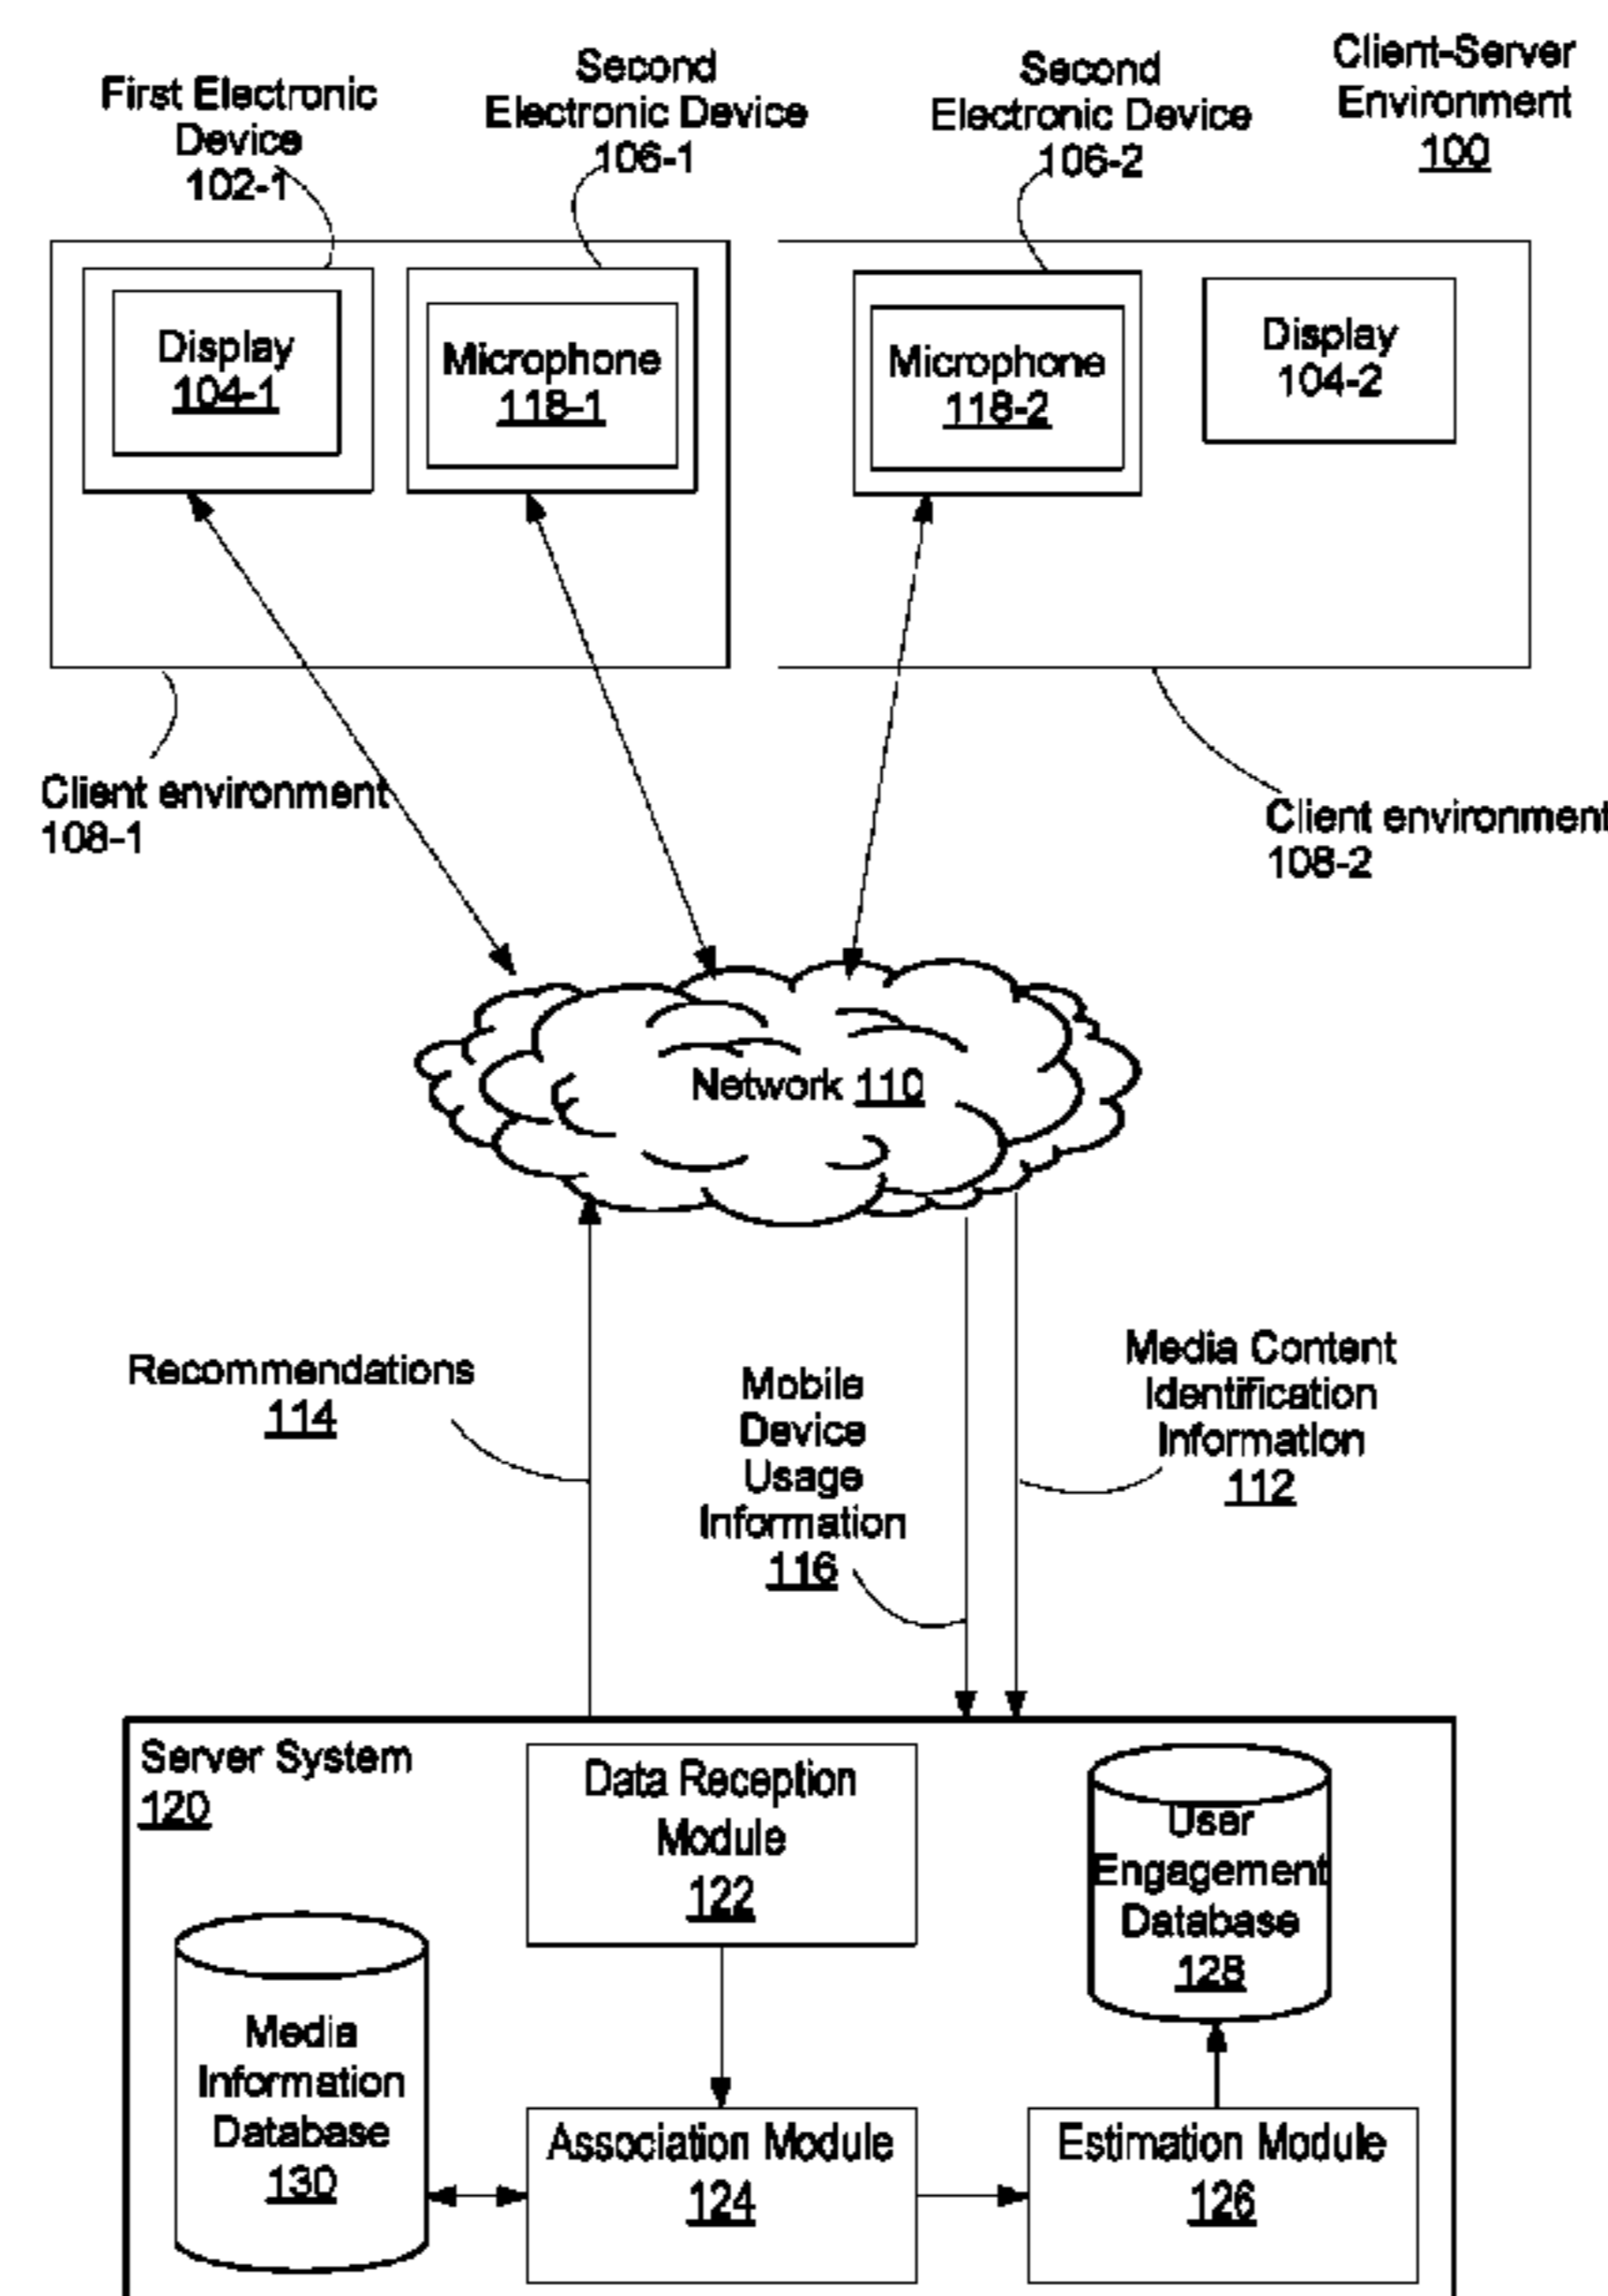 First Electronic
Device
102-1
Second
Electronic Device
106-1
Second
Electronic Device
106-2
Client-Server
Environment
100
Display
104-1
Microphone
118-1
Microphone
118-2
Display
104-2
Client environment
108-1
Client environment
108-2
Network 110
Recommendations
114
Mobile
Device
Usage
Information
116
Media Content
Identification
Information
112
Server System
120
Data Reception
Module
122
User
Engagement
Database
128
Media
Information
Database
130
Association Module
124
Estimation Module
126